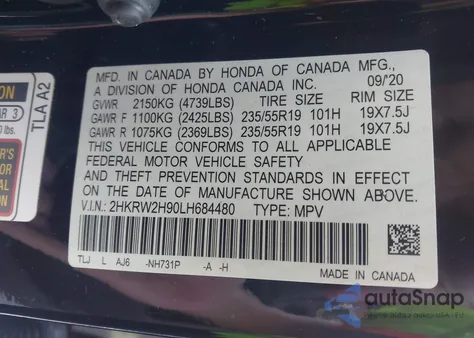 MFD. IN CANADA BY HONDA OF CANADA MFG.,
A DIVISION OF HONDA CANADA INC. 09/20
GVWR 2150KG (4739LBS) TIRE SIZE RIM SIZE
GAWR F 1100KG (2425LBS) 235/55R19 101H 19X7.5J
GAWR R 1075KG (2369LBS) 235/55R19 101H 19X7.5J
THIS VEHICLE CONFORMS TO ALL APPLICABLE
FEDERAL MOTOR VEHICLE SAFETY
AND THEFT PREVENTION STANDARDS IN EFFECT
ON THE DATE OF MANUFACTURE SHOWN ABOVE.
V.I.N.: 2HKRW2H90LH684480 TYPE: MPV
TLJ L AJ6 -NH731P -A -H
MADE IN CANADA
TLA A2
AR 3
lbs.
autoSnap